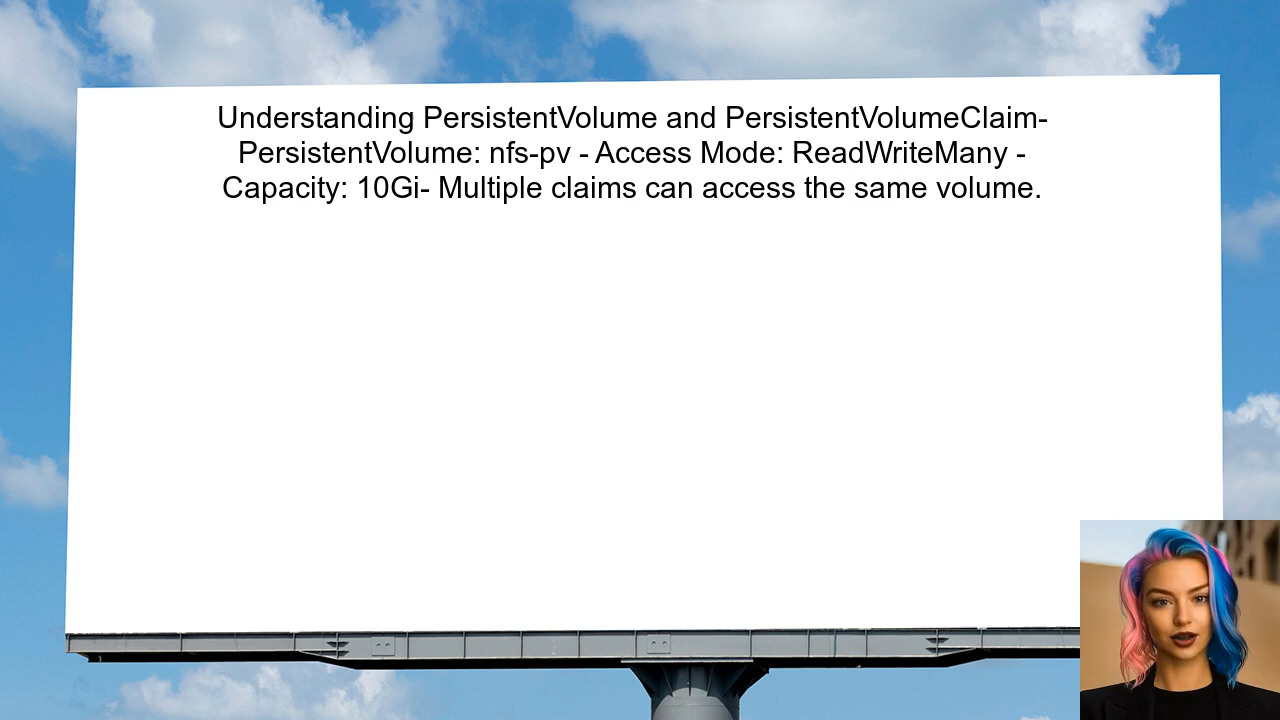 Understanding PersistentVolume and PersistentVolumeClaim-
PersistentVolume: nfs-pv - Access Mode: ReadWriteMany -
Capacity: 10Gi- Multiple claims can access the same volume.